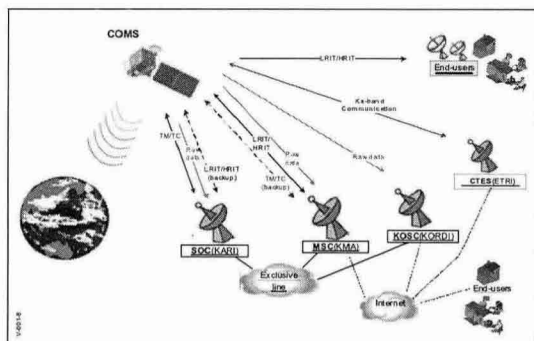 COMS
LRIT/HRIT
End-users
Ka-band
Communication
TM/TC
Raw
data
LRIT/HRIT
(backup)
LRIT/
HRIT
TM/TC
(backup)
Raw
data
Raw data
CTES(ETRI)
SOC(KARI)
MSC(KMA)
KOSC(KORDI)
Exclusive
line
Internet
End-users